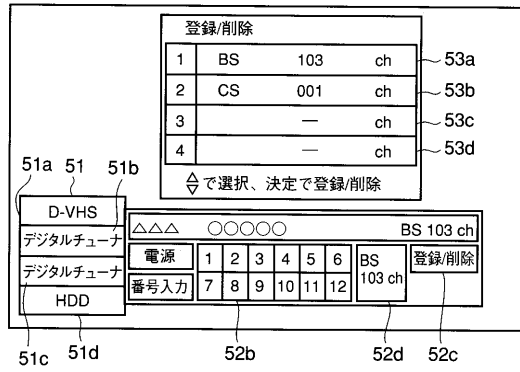 登録/削除
1 BS 103 ch
53a
2 CS 001 ch
53b
3 — ch
53c
4 — ch
53d
△▽で選択、決定で登録/削除
51
51a
51b
D-VHS
デジタルチューナ
デジタルチューナ
HDD
△△△ ○○○○○ BS 103 ch
電源
番号入力
1 2 3 4 5 6
7 8 9 10 11 12
BS
103 ch
登録/削除
51c
51d
52b
52d
52c